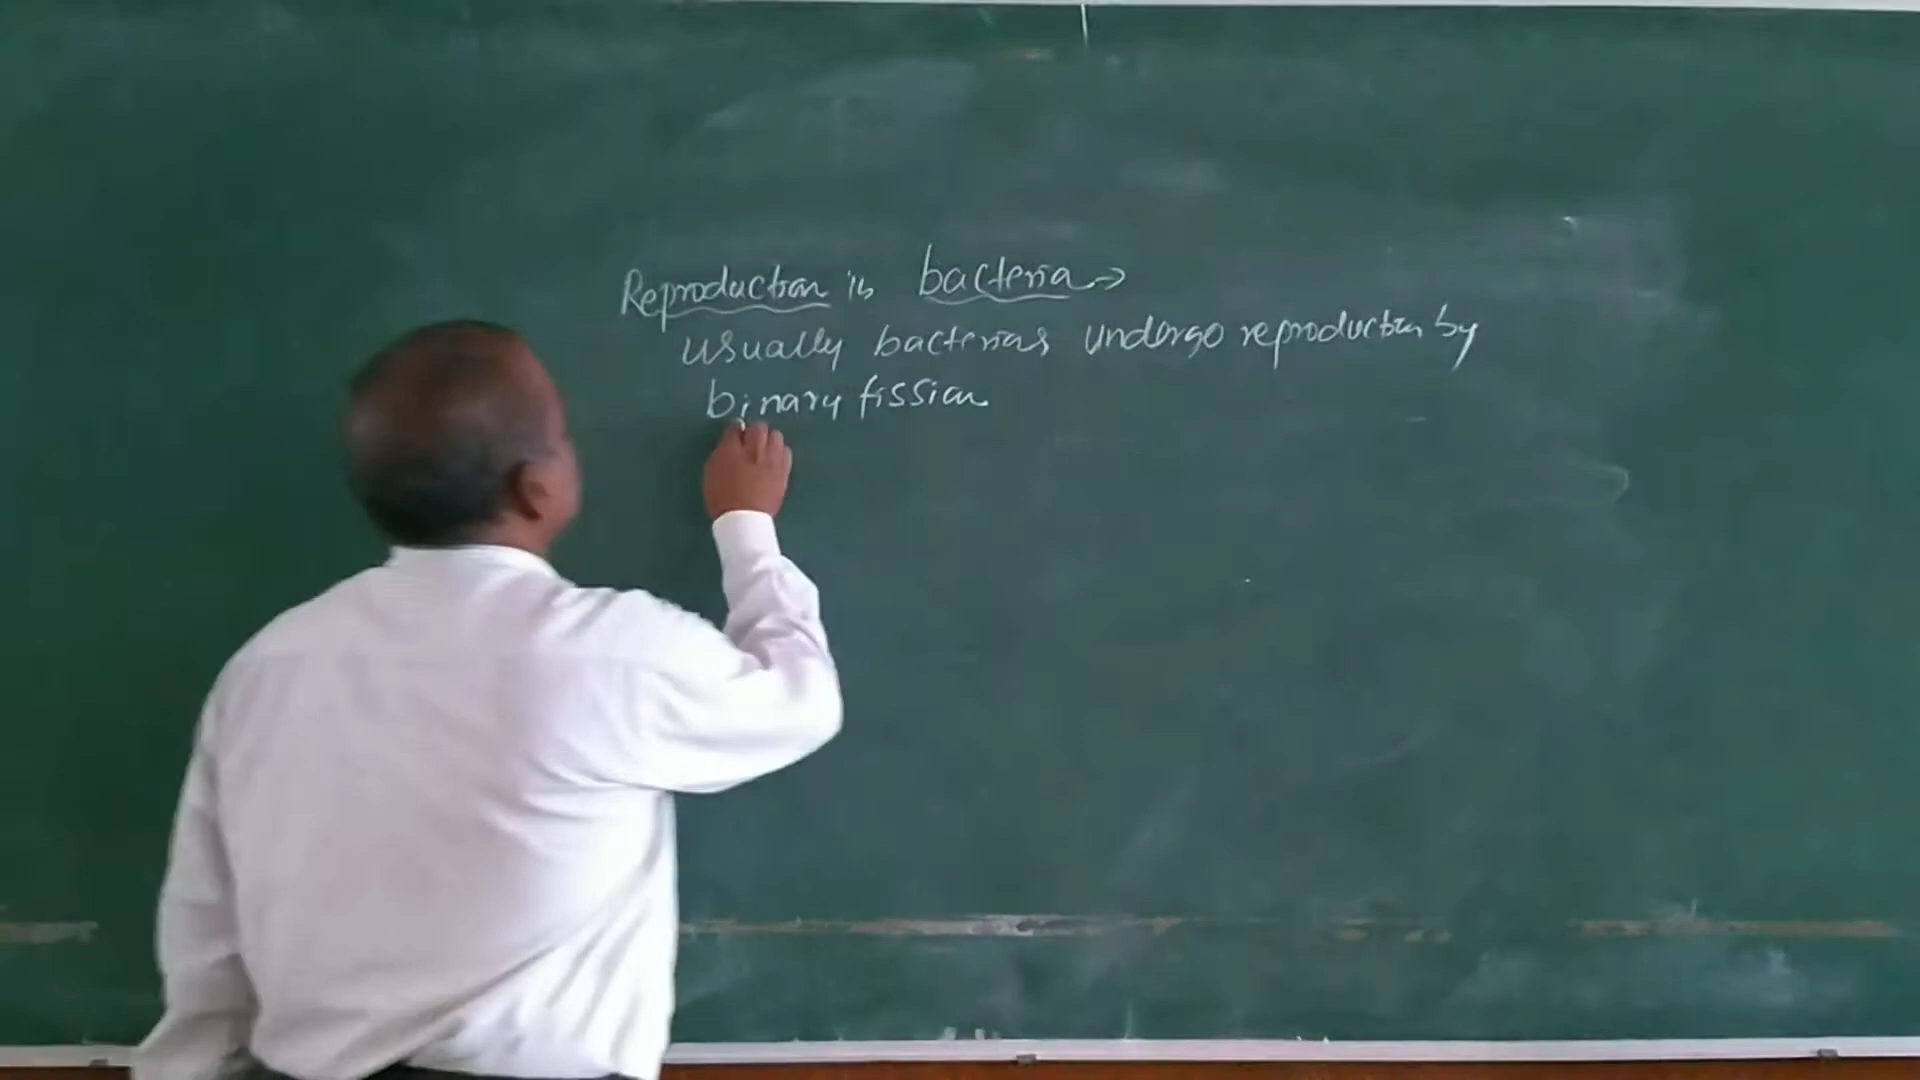 Reproduction in bacteria →
usually bacterias undergo reproduction by
binary fission